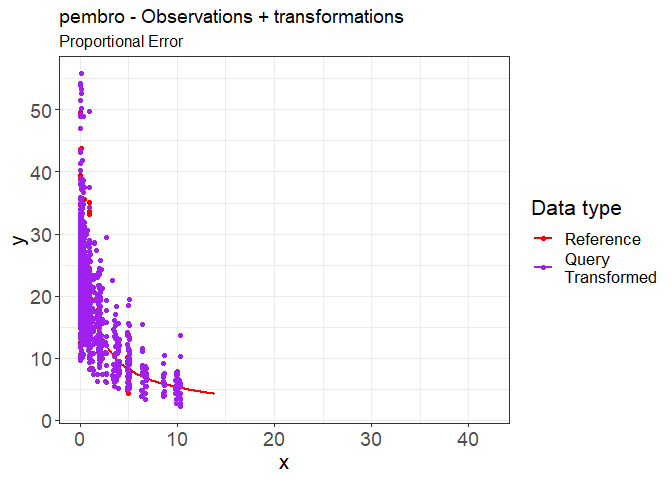 pembro - Observations + transformations
Proportional Error
50
40
30
20
10
0
y
0 10 20 30 40
x
Data type
Reference
Query
Transformed